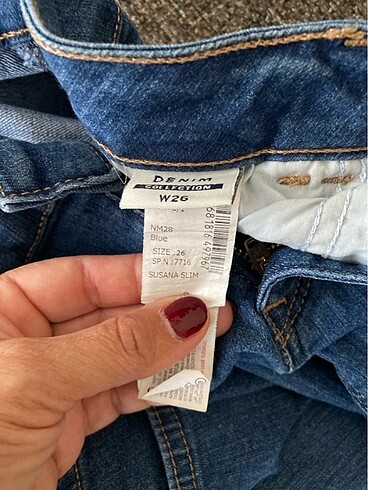 DENIM
COLLECTION
W26
NM28
Blue
SIZE :26
SP.N :7716
SUSANA SLIM